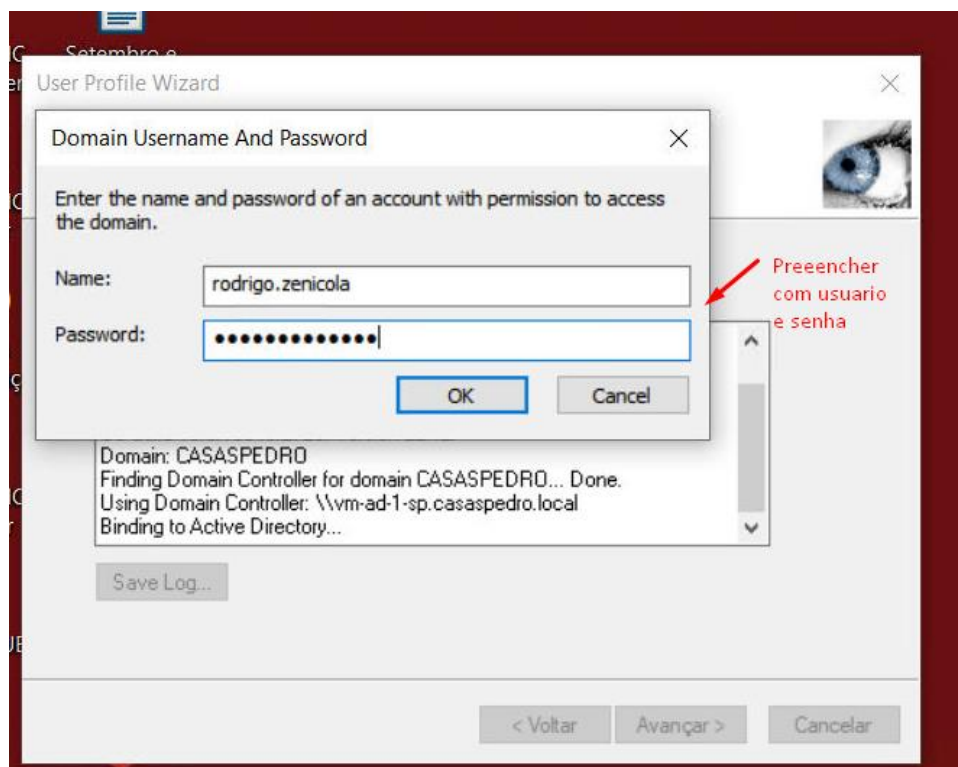 Setembro e
User Profile Wizard
Domain Username And Password
Enter the name and password of an account with permission to access
the domain.
Name:
rodrigo.zenicola
Password:
•••••••••••••
OK
Cancel
Preeencher
com usuario
e senha
Domain: CASASPEDRO
Finding Domain Controller for domain CASASPEDRO... Done.
Using Domain Controller: \\vm-ad-1-sp.casaspedro.local
Binding to Active Directory...
Save Log...
< Voltar
Avançar >
Cancelar